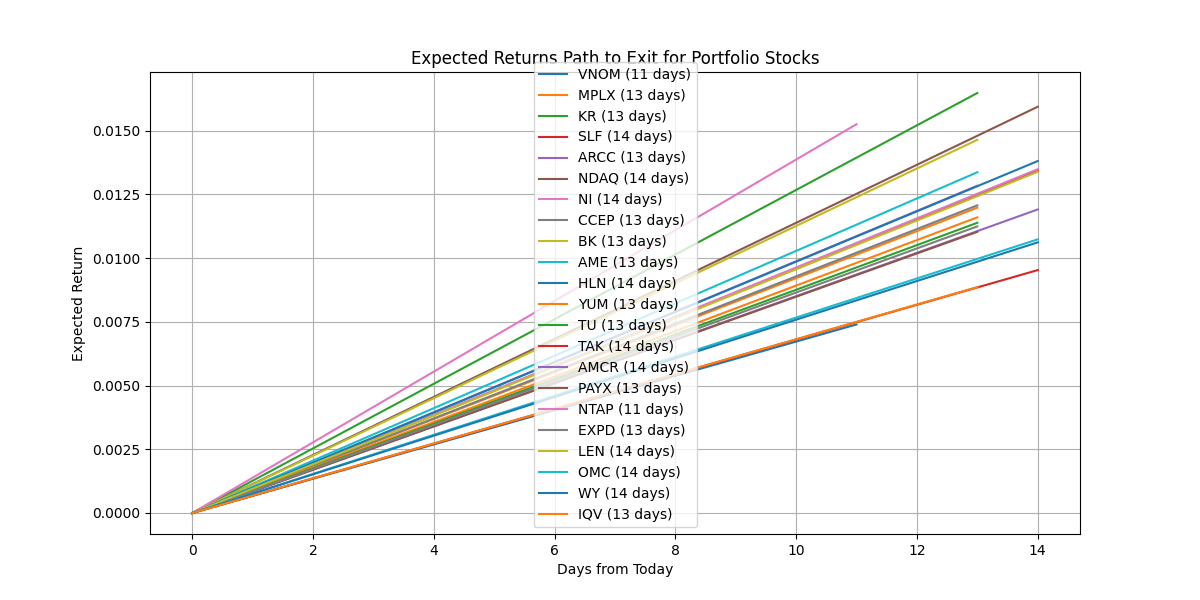 Expected Returns Path to Exit for Portfolio Stocks
VNOM (11 days)
MPLX (13 days)
KR (13 days)
SLF (14 days)
ARCC (13 days)
NDAQ (14 days)
NI (14 days)
CCEP (13 days)
BK (13 days)
AME (13 days)
HLN (14 days)
YUM (13 days)
TU (13 days)
TAK (14 days)
AMCR (14 days)
PAYX (13 days)
NTAP (11 days)
EXPD (13 days)
LEN (14 days)
OMC (14 days)
WY (14 days)
IQV (13 days)
Expected Return
0.0150
0.0125
0.0100
0.0075
0.0050
0.0025
0.0000
0 2 4 6 8 10 12 14
Days from Today